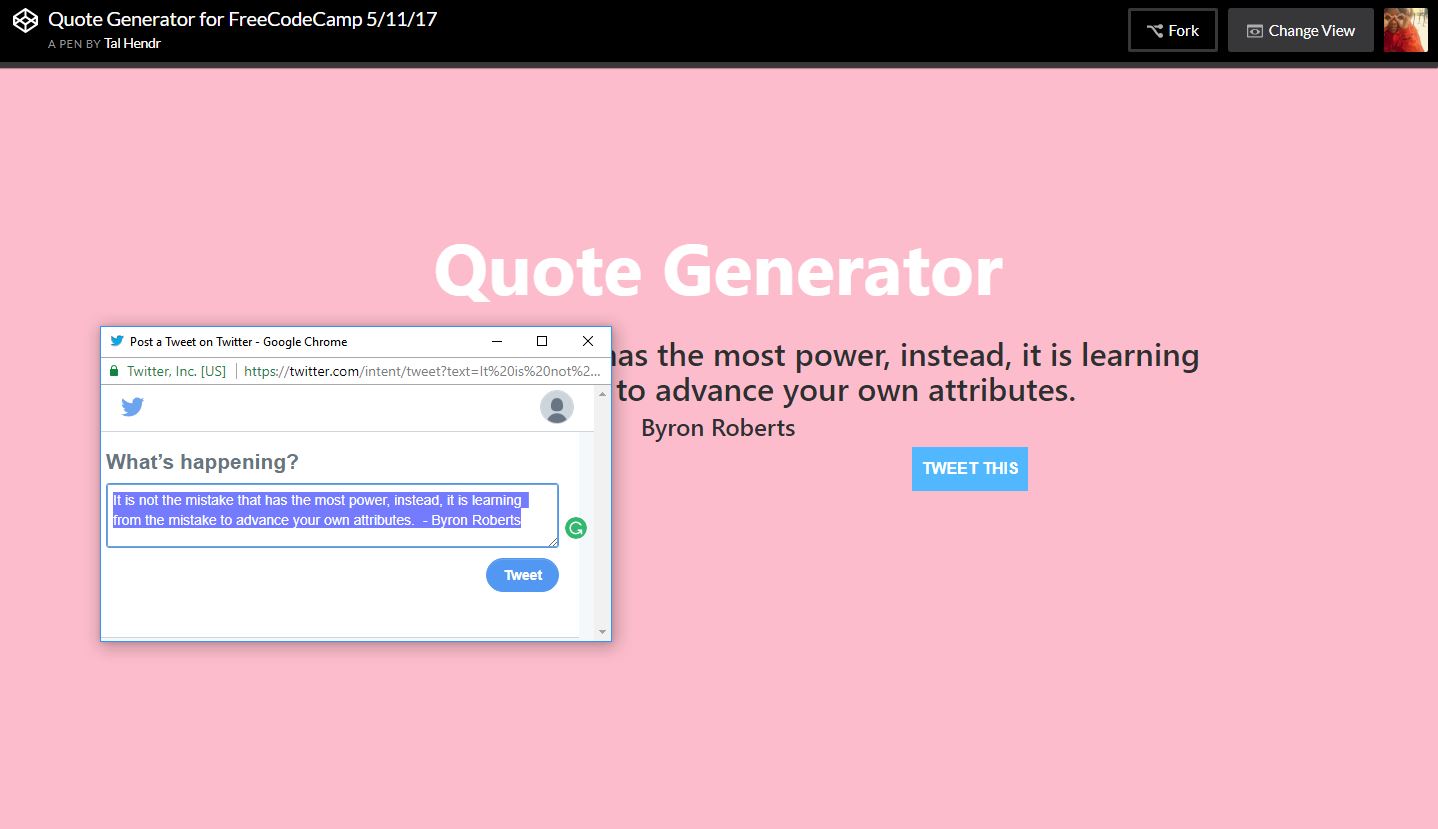 Quote Generator for FreeCodeCamp 5/11/17
A PEN BY Tal Hendr
Fork
Change View
Quote Generator
has the most power, instead, it is learning
to advance your own attributes.
Byron Roberts
TWEET THIS
Post a Tweet on Twitter - Google Chrome
Twitter, Inc. [US] https://twitter.com/intent/tweet?text=It%20is%20not%2...
What's happening?
It is not the mistake that has the most power, instead, it is learning
from the mistake to advance your own attributes.  - Byron Roberts
Tweet